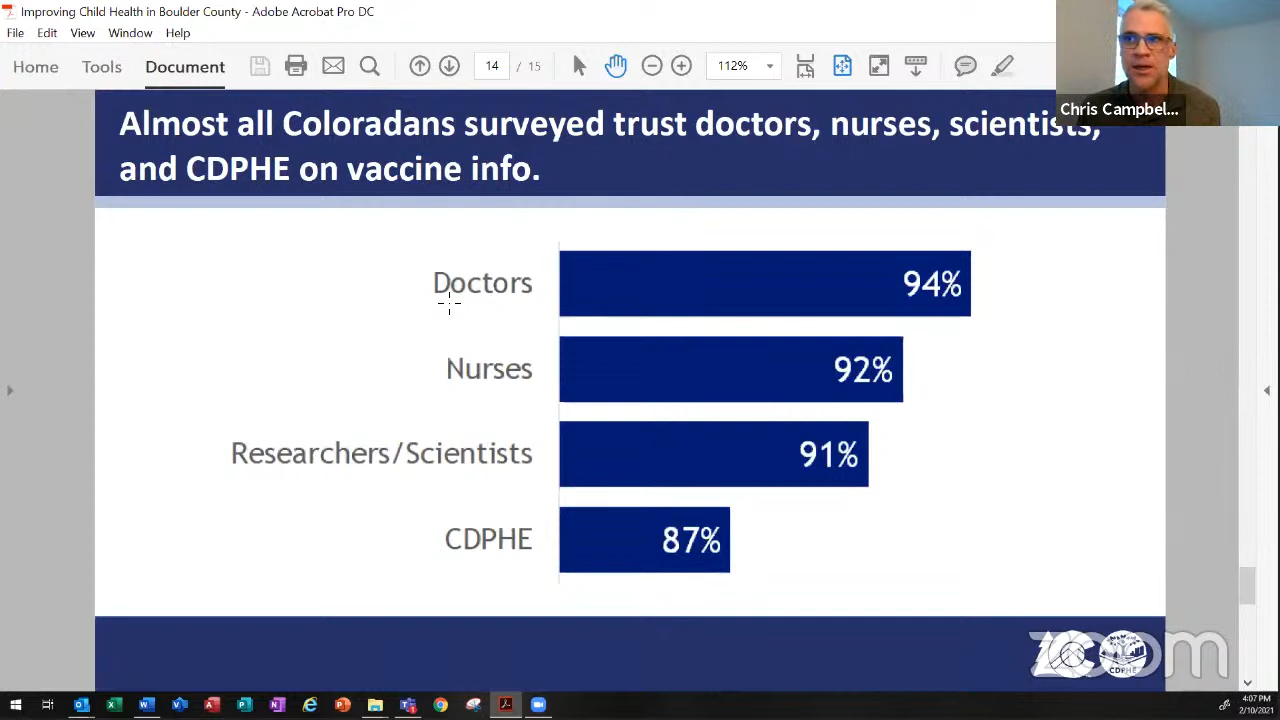 Improving Child Health in Boulder County - Adobe Acrobat Pro DC
File Edit View Window Help
Home Tools Document 14 / 15 112%
Chris Campbel...
Almost all Coloradans surveyed trust doctors, nurses, scientists,
and CDPHE on vaccine info.
Doctors 94%
Nurses 92%
Researchers/Scientists 91%
CDPHE 87%
zoom
CDPHE
4:07 PM
2/10/2021